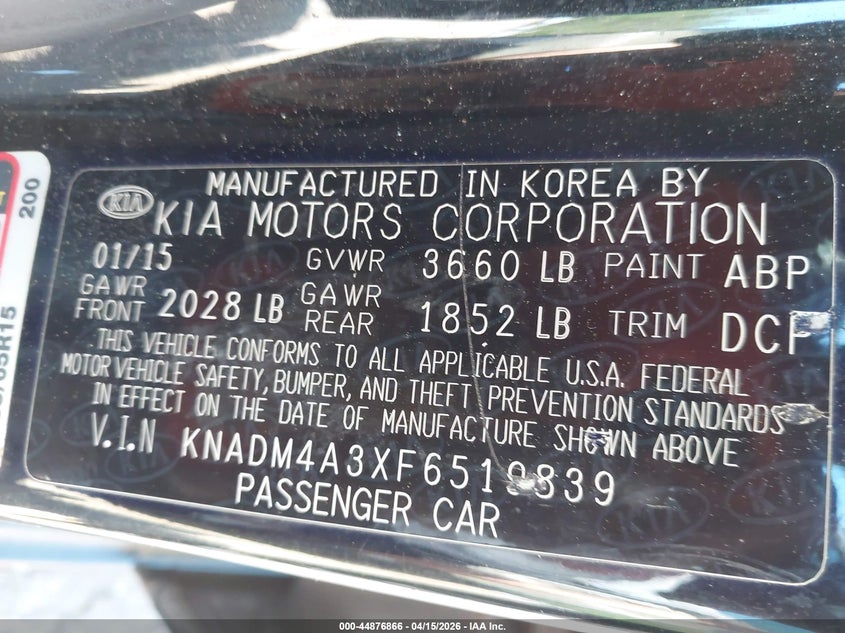 MANUFACTURED IN KOREA BY
KIA KIA MOTORS CORPORATION
01/15 GVWR 3660 LB PAINT ABP
GAWR FRONT 2028 LB GAWR REAR 1852 LB TRIM DCP
THIS VEHICLE CONFORMS TO ALL APPLICABLE U.S.A. FEDERAL
MOTOR VEHICLE SAFETY, BUMPER, AND THEFT PREVENTION STANDARDS
IN EFFECT ON THE DATE OF MANUFACTURE SHOWN ABOVE
V.I.N KNADM4A3XF6519839
PASSENGER CAR
200
000-44876866 - 04/15/2026 - IAA Inc.